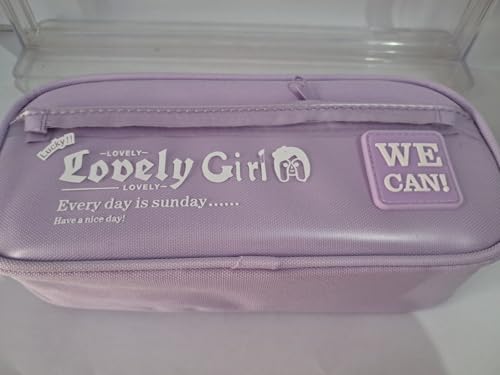 Lucky!!
LOVELY
Lovely Girl
LOVELY
Every day is sunday......
Have a nice day!
WE
CAN!